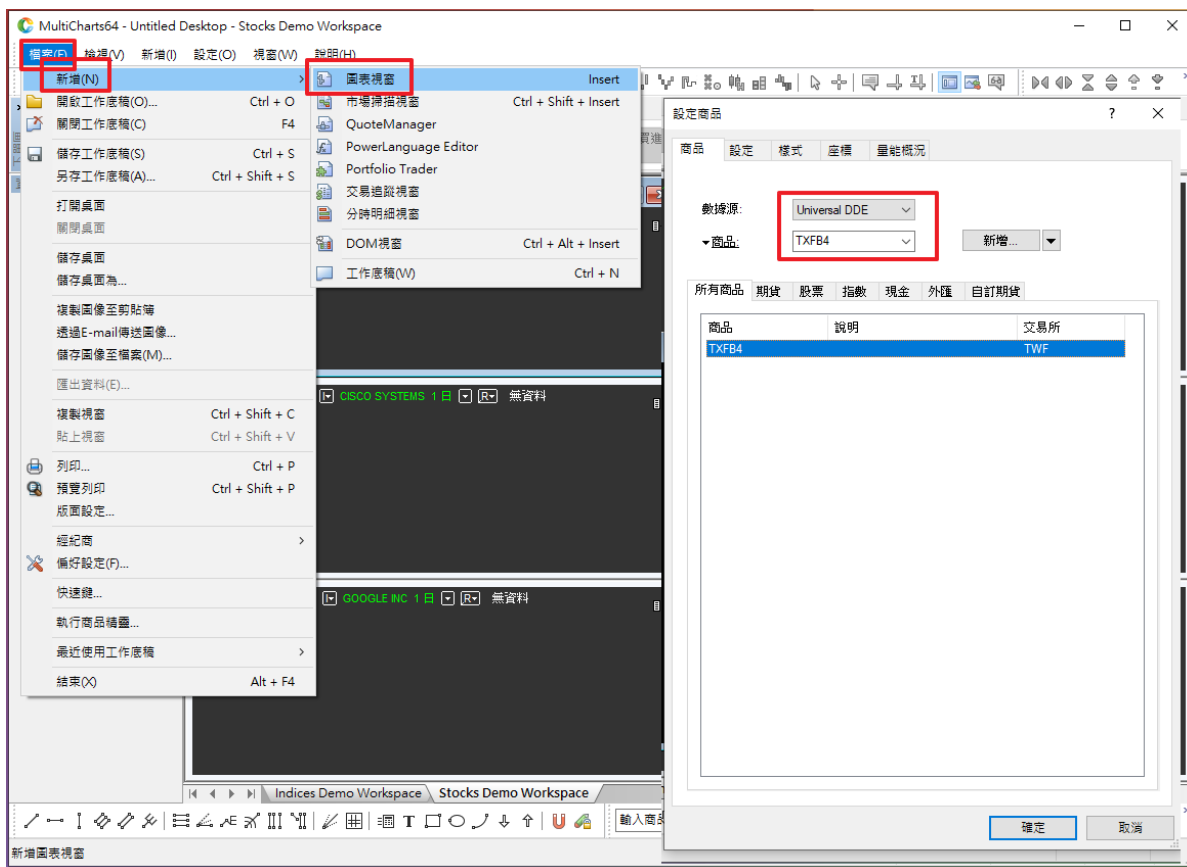 MultiCharts64 - Untitled Desktop - Stocks Demo Workspace
檔案(F) 檢視(V) 新增(I) 設定(O) 視窗(W) 說明(H)
新增(N)
開啟工作底稿(O)... Ctrl + O
關閉工作底稿(C) F4
儲存工作底稿(S) Ctrl + S
另存工作底稿(A)... Ctrl + Shift + S
打開桌面
關閉桌面
儲存桌面
儲存桌面為...
複製圖像至剪貼簿
透過E-mail傳送圖像...
儲存圖像至檔案(M)...
匯出資料(E)...
複製視窗 Ctrl + Shift + C
貼上視窗 Ctrl + Shift + V
列印... Ctrl + P
預覽列印 Ctrl + Shift + P
版面設定...
經紀商
偏好設定(F)...
快速鍵...
執行商品精靈...
最近使用工作底稿
結束(X) Alt + F4
圖表視窗 Insert
市場掃描視窗 Ctrl + Shift + Insert
QuoteManager
PowerLanguage Editor
Portfolio Trader
交易追蹤視窗
分時明細視窗
DOM視窗 Ctrl + Alt + Insert
工作底稿(W) Ctrl + N
買進
CISCO SYSTEMS 1 日 R 無資料
GOOGLE INC 1 日 R 無資料
設定商品 ?
商品 設定 樣式 座標 量能概況
數據源: Universal DDE
商品: TXFB4 新增...
所有商品 期貨 股票 指數 現金 外匯 自訂期貨
商品 說明 交易所
TXFB4 TWF
確定 取消
Indices Demo Workspace Stocks Demo Workspace
T 輸入商
新增圖表視窗